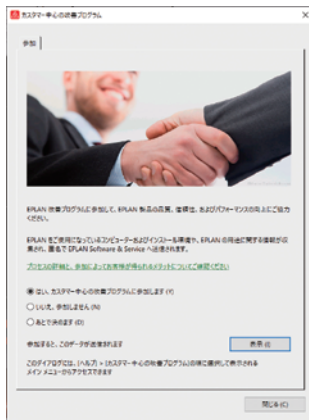 カスタマー中心の改善プログラム
参加
EPLAN 改善プログラムに参加して、EPLAN 製品の品質、信頼性、およびパフォーマンスの向上にご協力
ください。
EPLAN をご使用になっているコンピューターおよびインストール環境や、EPLAN の用途に関する情報が収
集され、匿名で EPLAN Software & Service へ送信されます。
プロセスの詳細と、参加によってお客様が得られるメリットについてご確認ください
はい、カスタマー中心の改善プログラムに参加します (Y)
いいえ、参加しません (N)
あとで決めます (D)
参加すると、このデータが送信されます
表示 (I)
このダイアログには、[ヘルプ] > [カスタマー中心の改善プログラム]の順に選択して表示される
メイン メニューからアクセスできます
閉じる (C)